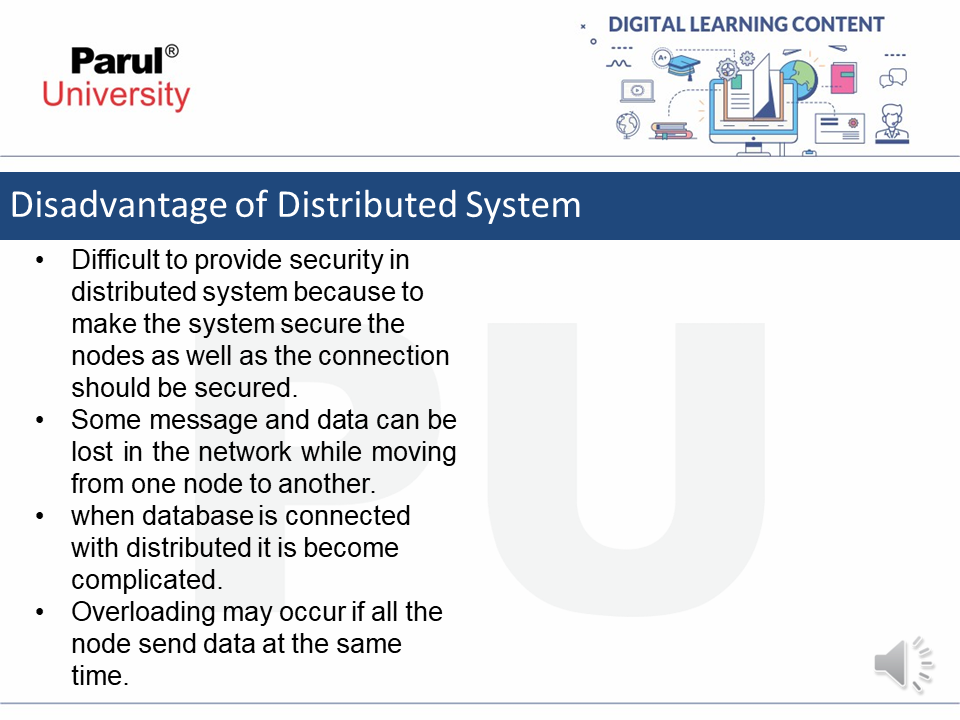 DIGITAL LEARNING CONTENT
Parul®
University
A+
Disadvantage of Distributed System
• Difficult to provide security in
distributed system because to
make the system secure the
nodes as well as the connection
should be secured.
• Some message and data can be
lost in the network while moving
from one node to another.
• when database is connected
with distributed it is become
complicated.
• Overloading may occur if all the
node send data at the same
time.
PU